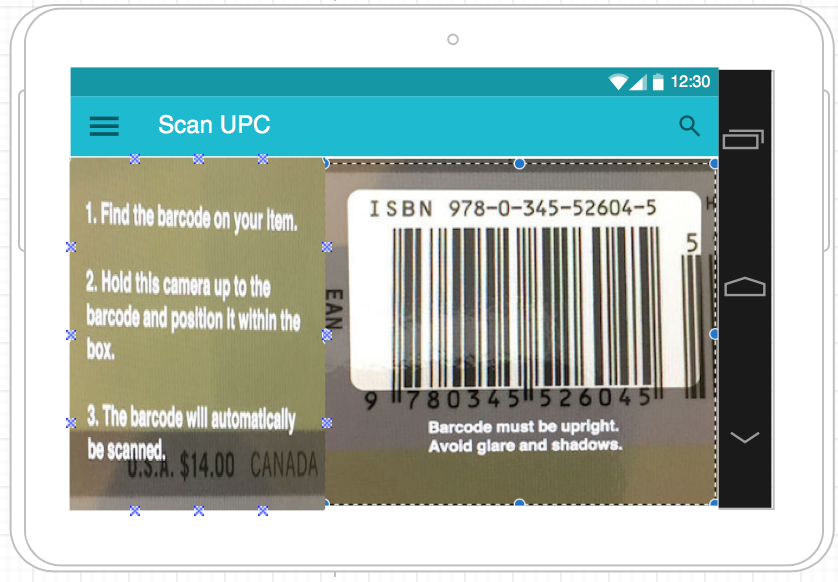 12:30
Scan UPC
1. Find the barcode on your item.
2. Hold this camera up to the
barcode and position it within the
box.
3. The barcode will automatically
be scanned.
U.S.A. $14.00 CANADA
ISBN 978-0-345-52604-5
5
EAN
9 780345 526045
Barcode must be upright.
Avoid glare and shadows.